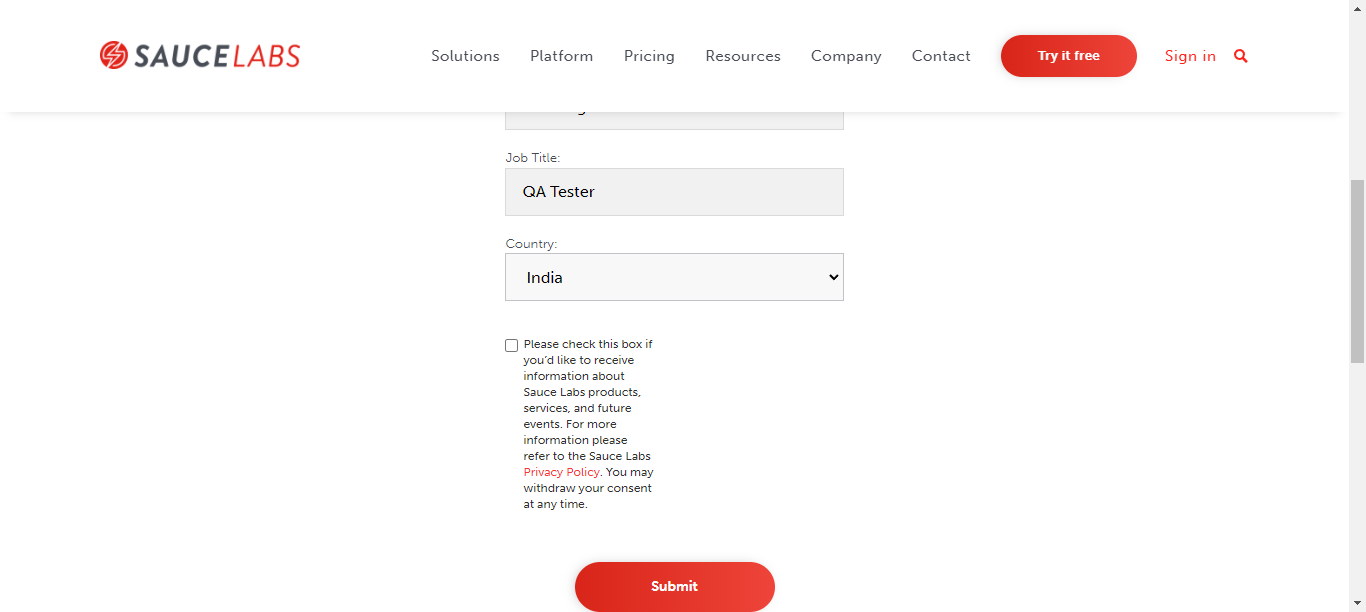 SAUCELABS Solutions Platform Pricing Resources Company Contact Try it free Sign in
Job Title:
QA Tester
Country:
India
Please check this box if
you'd like to receive
information about
Sauce Labs products,
services, and future
events. For more
information please
refer to the Sauce Labs
Privacy Policy. You may
withdraw your consent
at any time.
Submit